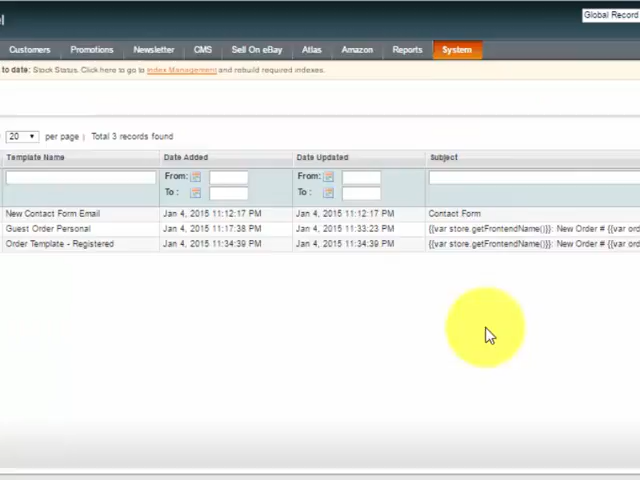 el
Global Record
Customers Promotions Newsletter CMS Sell On eBay Atlas Amazon Reports System
to date: Stock Status. Click here to go to Index Management and rebuild required indexes.
20 per page | Total 3 records found
Template Name Date Added Date Updated Subject
From: From:
To : To :
New Contact Form Email Jan 4, 2015 11:12:17 PM Jan 4, 2015 11:12:17 PM Contact Form
Guest Order Personal Jan 4, 2015 11:17:38 PM Jan 4, 2015 11:33:23 PM {{var store.getFrontendName()}}: New Order # {{var ord
Order Template - Registered Jan 4, 2015 11:34:39 PM Jan 4, 2015 11:34:39 PM {{var store.getFrontendName()}}: New Order # {{var ord